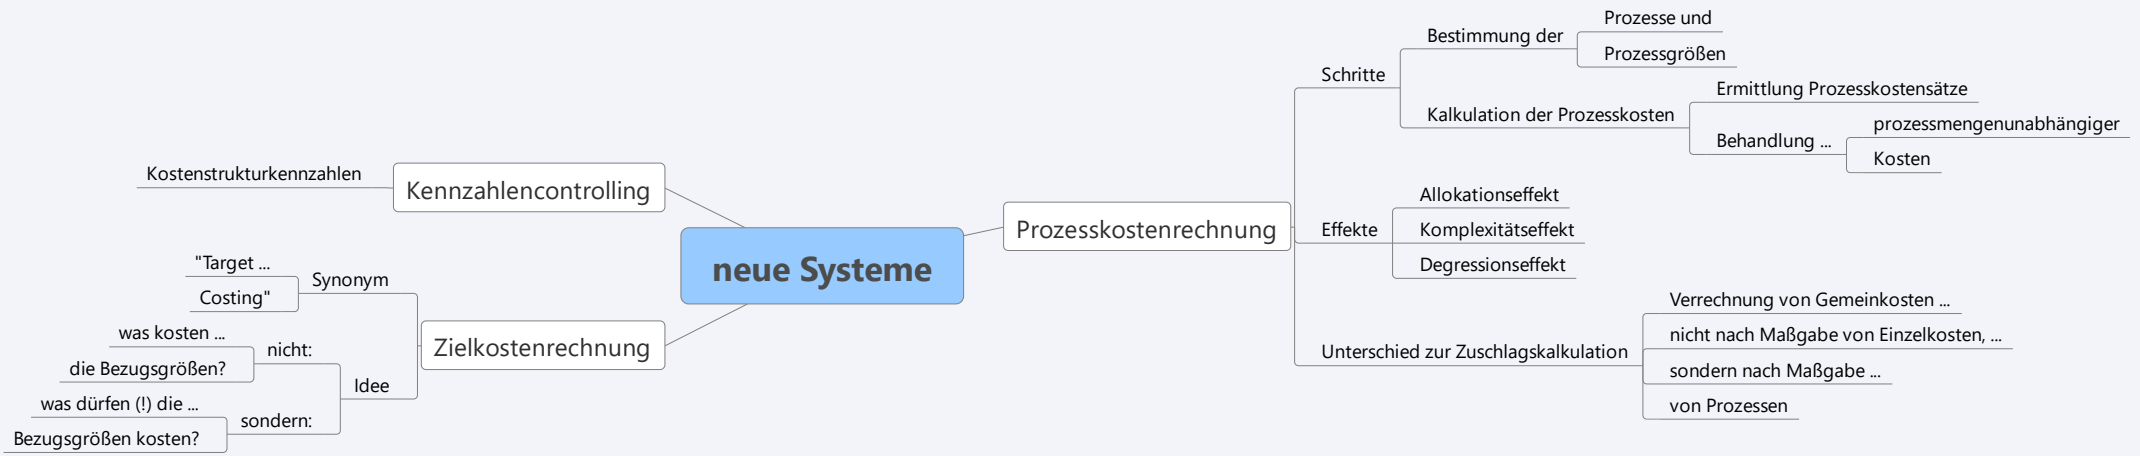 neue Systeme
Prozesskostenrechnung
Schritte
Bestimmung der
Prozesse und
Prozessgrößen
Kalkulation der Prozesskosten
Ermittlung Prozesskostensätze
Behandlung ...
prozessmengenunabhängiger
Kosten
Effekte
Allokationseffekt
Komplexitätseffekt
Degressionseffekt
Unterschied zur Zuschlagskalkulation
Verrechnung von Gemeinkosten ...
nicht nach Maßgabe von Einzelkosten, ...
sondern nach Maßgabe ...
von Prozessen
Kennzahlencontrolling
Kostenstrukturkennzahlen
Zielkostenrechnung
Synonym
"Target ...
Costing"
Idee
nicht:
was kosten ...
die Bezugsgrößen?
sondern:
was dürfen (!) die ...
Bezugsgrößen kosten?